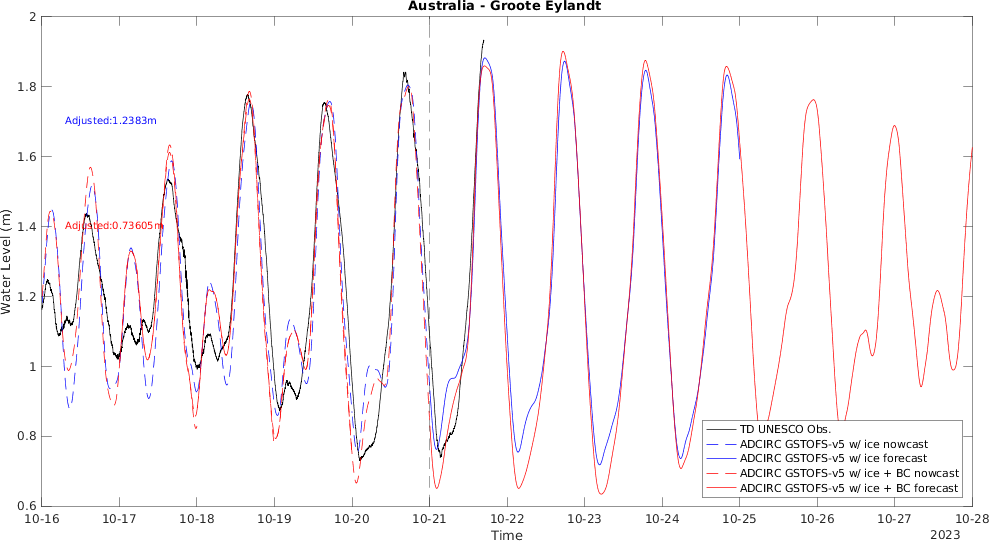 Australia - Groote Eylandt
Water Level (m)
2
1.8
1.6
1.4
1.2
1
0.8
0.6
Adjusted:1.2383m
Adjusted:0.73605m
TD UNESCO Obs.
ADCIRC GSTOFS-v5 w/ ice nowcast
ADCIRC GSTOFS-v5 w/ ice forecast
ADCIRC GSTOFS-v5 w/ ice + BC nowcast
ADCIRC GSTOFS-v5 w/ ice + BC forecast
10-16 10-17 10-18 10-19 10-20 10-21 10-22 10-23 10-24 10-25 10-26 10-27 10-28
Time
2023